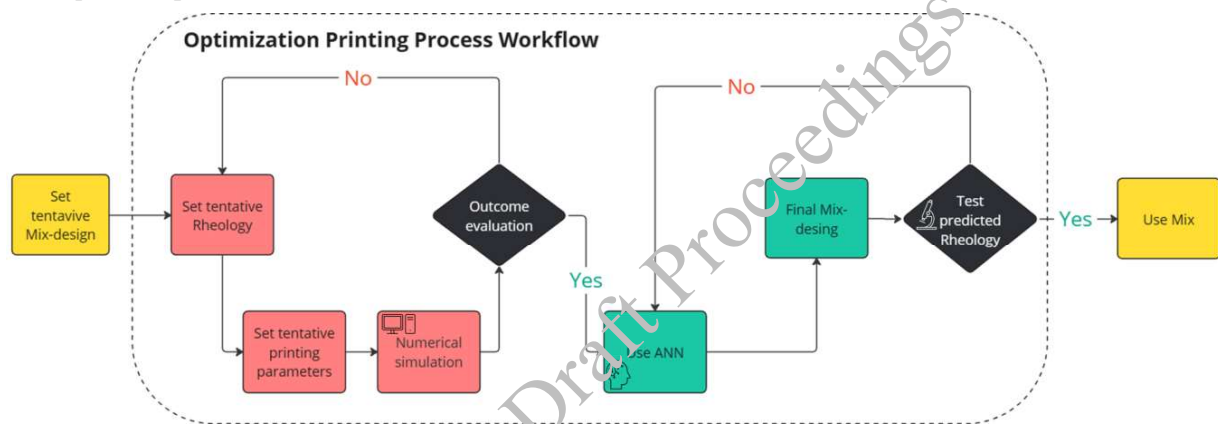 Optimization Printing Process Workflow
No
No
Set
tentavive
Mix-design
Set tentative
Rheology
Outcome
evaluation
Final Mix-
desing
Test
predicted
Rheology
Yes
Use Mix
Yes
Set tentative
printing
parameters
Numerical
simulation
Use ANN
Draft Proceedings